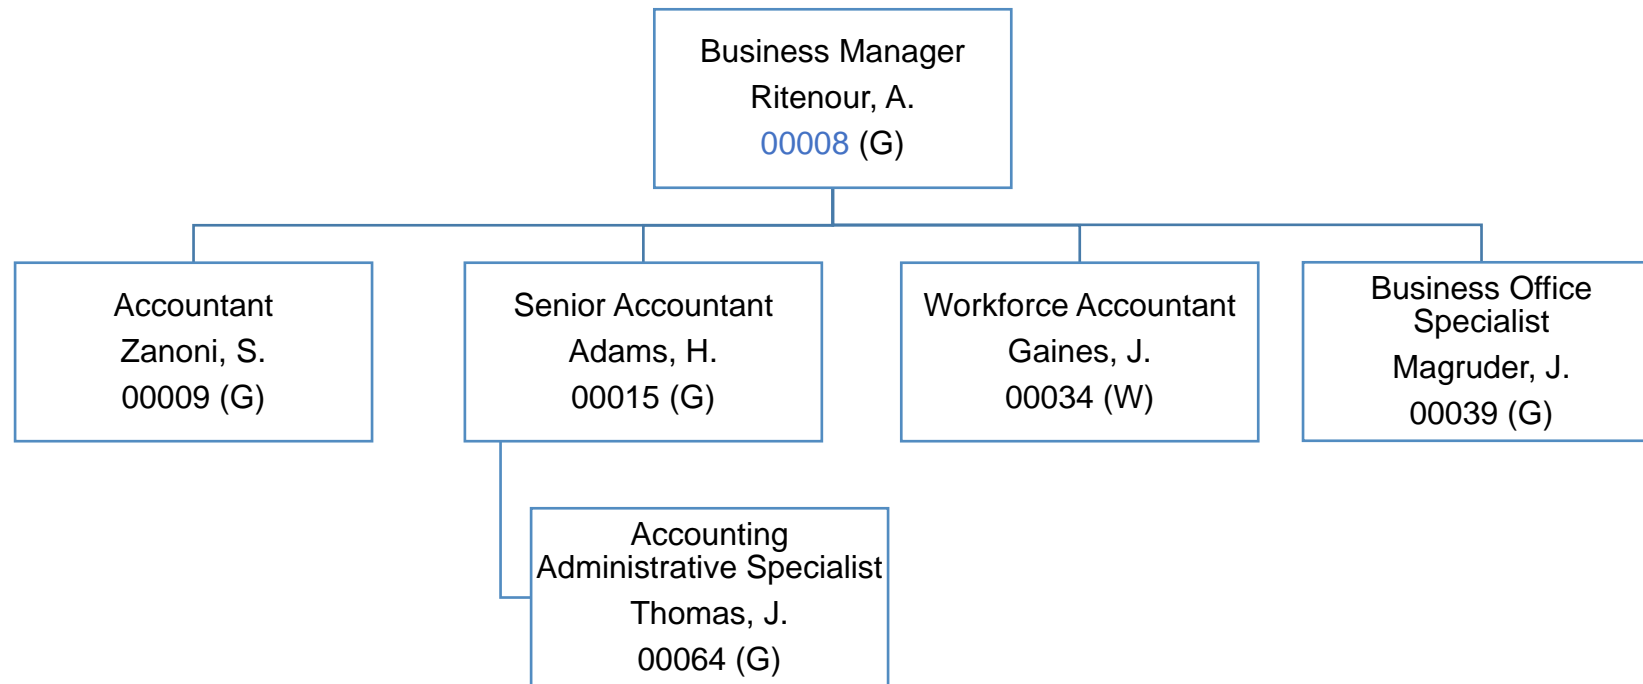 Business Manager
Ritenour, A.
00008 (G)
Accountant
Zanoni, S.
00009 (G)
Senior Accountant
Adams, H.
00015 (G)
Workforce Accountant
Gaines, J.
00034 (W)
Business Office
Specialist
Magruder, J.
00039 (G)
Accounting
Administrative Specialist
Thomas, J.
00064 (G)